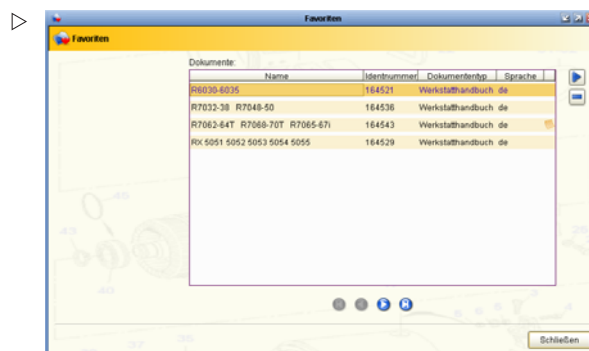 Favoriten
Favoriten
Dokumente:
Name Identnummer Dokumententyp Sprache
R6030-6035 164521 Werkstatthandbuch de
R7032-38 R7048-50 164536 Werkstatthandbuch de
R7062-64T R7060-70T R7065-67i 164543 Werkstatthandbuch de
RX 5051 5052 5053 5054 5055 164529 Werkstatthandbuch de
Schließen